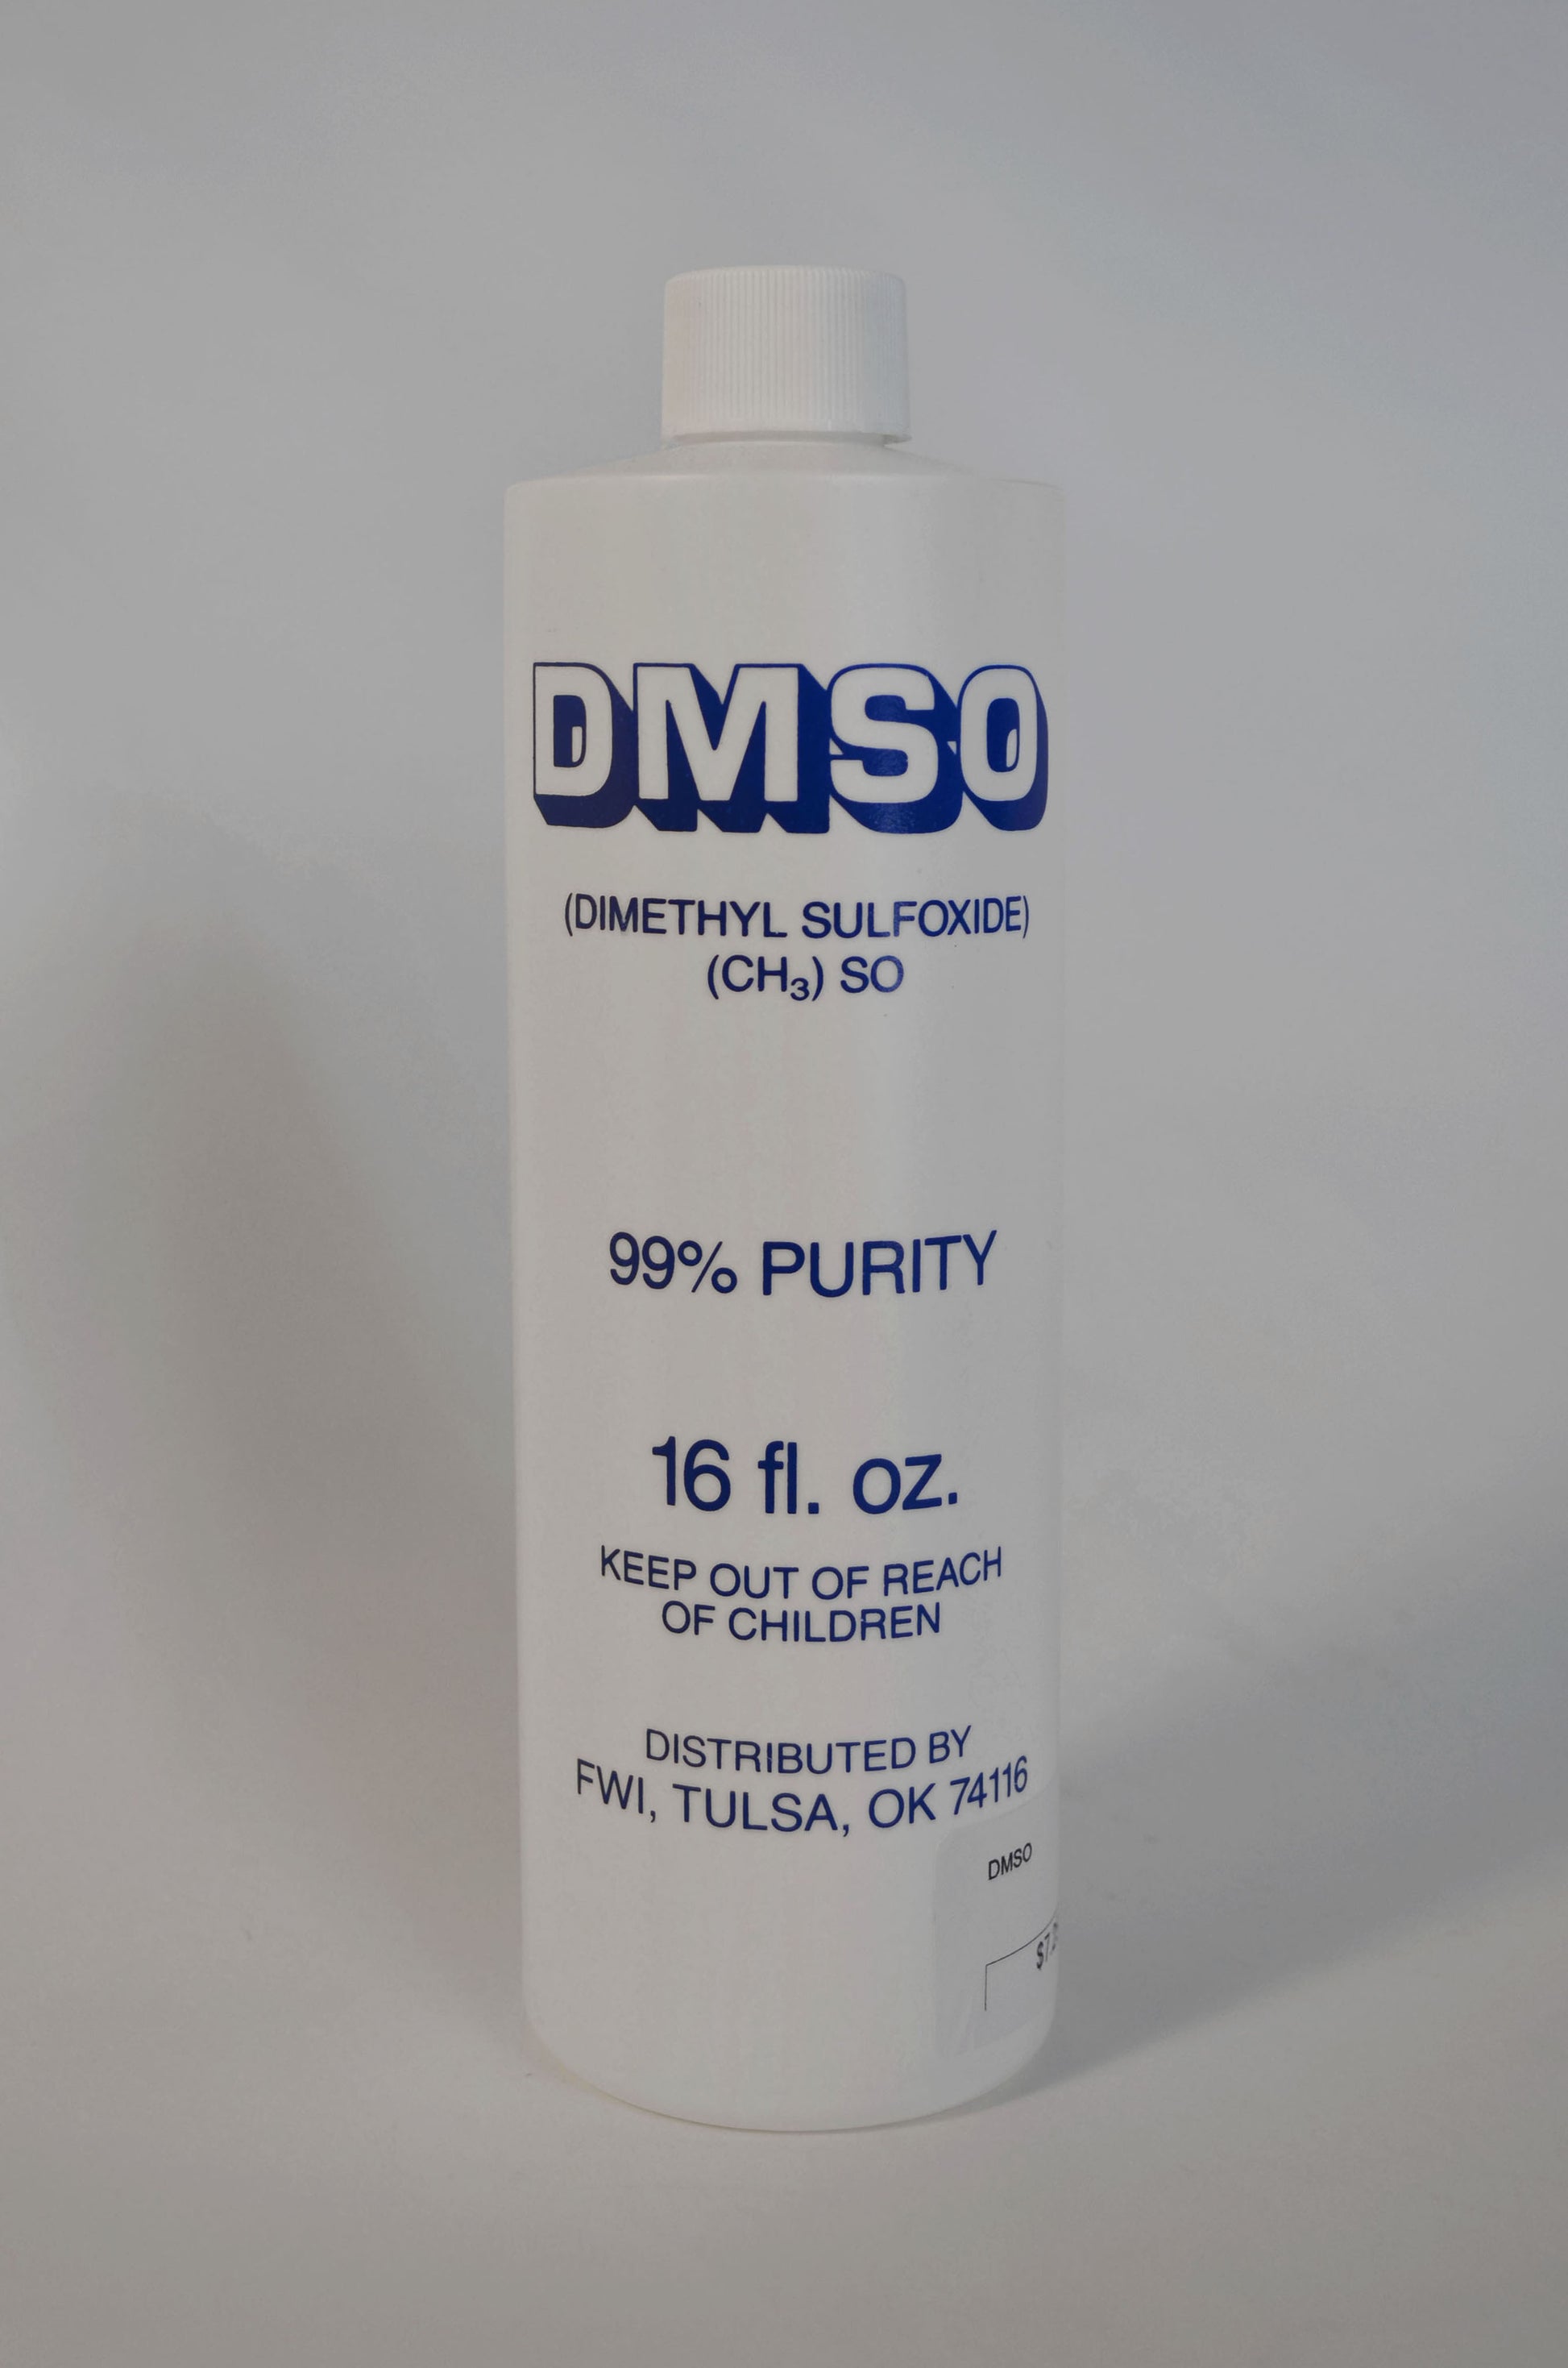 DMSO
(DIMETHYL SULFOXIDE)
(CH₃) SO
99% PURITY
16 fl. oz.
KEEP OUT OF REACH
OF CHILDREN
DISTRIBUTED BY
FWI, TULSA, OK 74116
DMSO